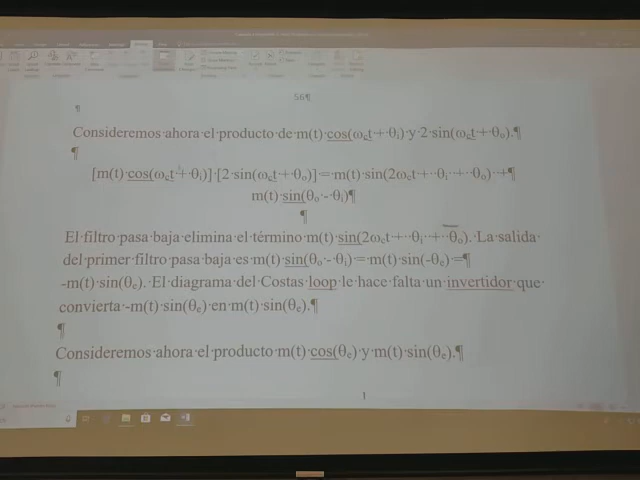 56¶
¶
Consideremos·ahora·el·producto·de·m(t)·cos(ωct·+·θi)·y·2·sin(ωct·+·θo).¶
¶
[m(t)·cos(ωct·+·θi)]·[2·sin(ωct·+·θo)]·=·m(t)·sin(2ωct·+··θi··+··θo)··+¶
m(t)·sin(θo·-·θi)¶
¶
El·filtro·pasa·baja·elimina·el·término·m(t)·sin(2ωct·+··θi··+··θo).·La·salida·
del·primer·filtro·pasa·baja·es·m(t)·sin(θo·-·θi)·=·m(t)·sin(-θe)·=¶
-m(t)·sin(θe).·El·diagrama·del·Costas·loop·le·hace·falta·un·invertidor·que·
convierta·-m(t)·sin(θe)·en·m(t)·sin(θe).¶
¶
Consideremos·ahora·el·producto·m(t)·cos(θe)·y·m(t)·sin(θe).¶
¶